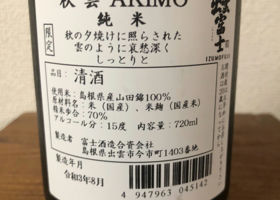 秋雲 AKIMO
純米
限定
秋の夕焼けに照らされた
雲のように哀愁深く
しっとりと
富士
IZUMOFUJI
品目:清酒
使用米:島根県産山田錦100%
原材料名:米(国産)、米麹(国産米)
精米歩合:70%
アルコール分:15度 内容量:720ml
製造者 富士酒造合資会社
島根県出雲市今市町1403番地
製造年月
令和3年8月
4 947963 045142